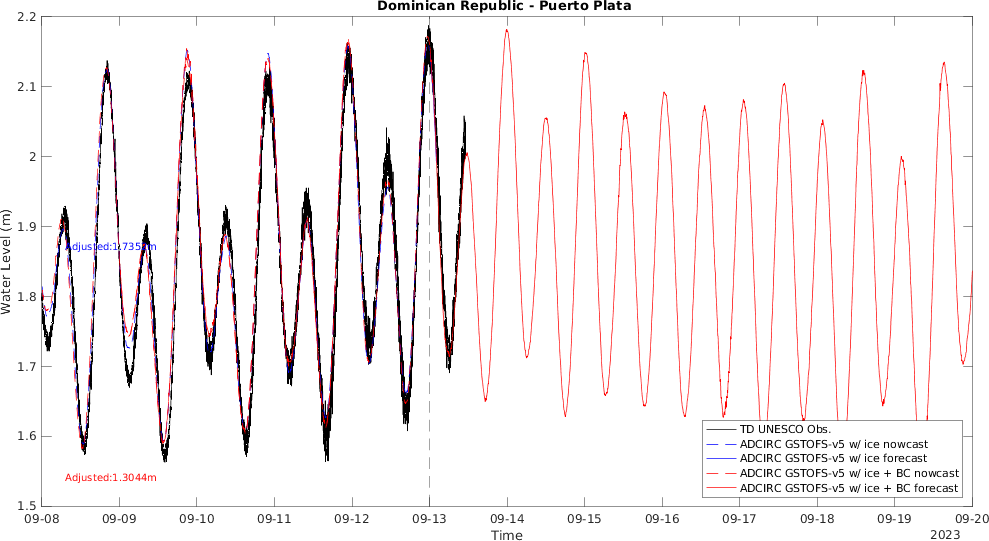 Dominican Republic - Puerto Plata
2.2
2.1
2
1.9
1.8
1.7
1.6
1.5
Water Level (m)
Adjusted:1.735 m
Adjusted:1.3044m
TD UNESCO Obs.
ADCIRC GSTOFS-v5 w/ ice nowcast
ADCIRC GSTOFS-v5 w/ ice forecast
ADCIRC GSTOFS-v5 w/ ice + BC nowcast
ADCIRC GSTOFS-v5 w/ ice + BC forecast
09-08 09-09 09-10 09-11 09-12 09-13 09-14 09-15 09-16 09-17 09-18 09-19 09-20
Time
2023